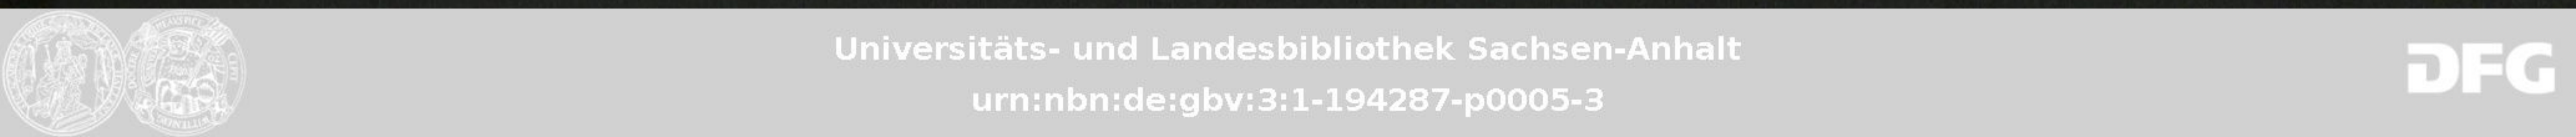 Universitäts- und Landesbibliothek Sachsen-Anhalt
urn:nbn:de:gbv:3:1-194287-p0005-3
DFG